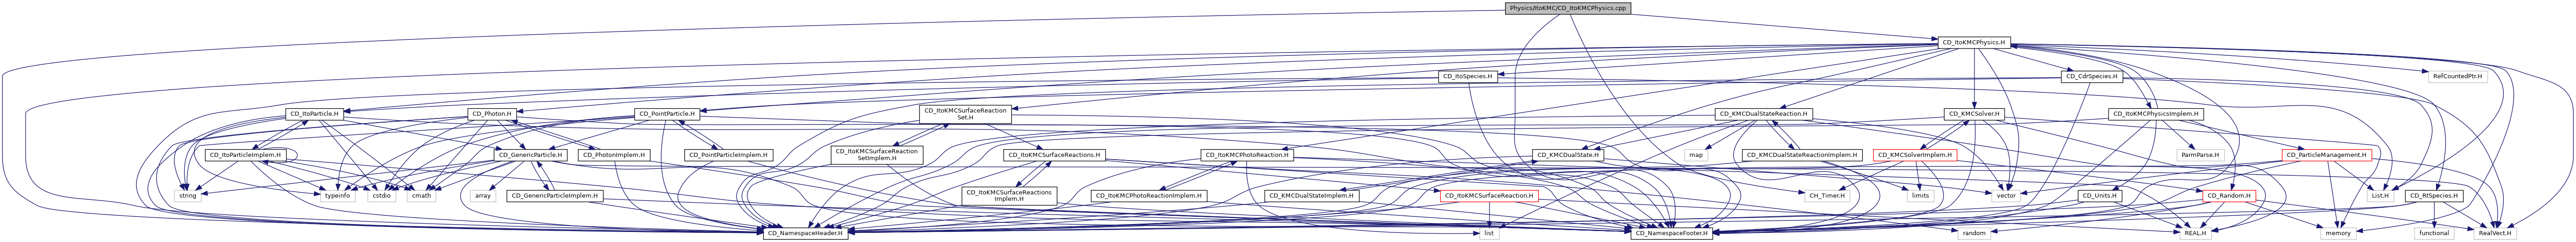 Physics/ItoKMC/CD_ItoKMCPhysics.cpp
CD_ItoKMCPhysics.H
CD_ItoSpecies.H
CD_CdrSpecies.H
RefCountedPtr.H
CD_ItoParticle.H
CD_Photon.H
CD_PointParticle.H
CD_ItoKMCSurfaceReaction
Set.H
CD_KMCDualStateReaction.H
CD_KMCSolver.H
CD_ItoKMCPhysicsImplem.H
CD_ItoParticleImplem.H
CD_GenericParticle.H
CD_PhotonImplem.H
CD_PointParticleImplem.H
CD_ItoKMCSurfaceReaction
SetImplem.H
CD_ItoKMCSurfaceReactions.H
CD_ItoKMCPhotoReaction.H
CD_KMCDualState.H
map
CD_KMCDualStateReactionImplem.H
CD_KMCSolverImplem.H
ParmParse.H
CD_ParticleManagement.H
string
typeinfo
cstdio
cmath
array
CD_GenericParticleImplem.H
CD_ItoKMCSurfaceReactions
Implem.H
CD_ItoKMCPhotoReactionImplem.H
CD_KMCDualStateImplem.H
CD_ItoKMCSurfaceReaction.H
CH_Timer.H
limits
vector
CD_Units.H
CD_Random.H
List.H
CD_RtSpecies.H
CD_NamespaceHeader.H
list
CD_NamespaceFooter.H
random
REAL.H
memory
functional
RealVect.H